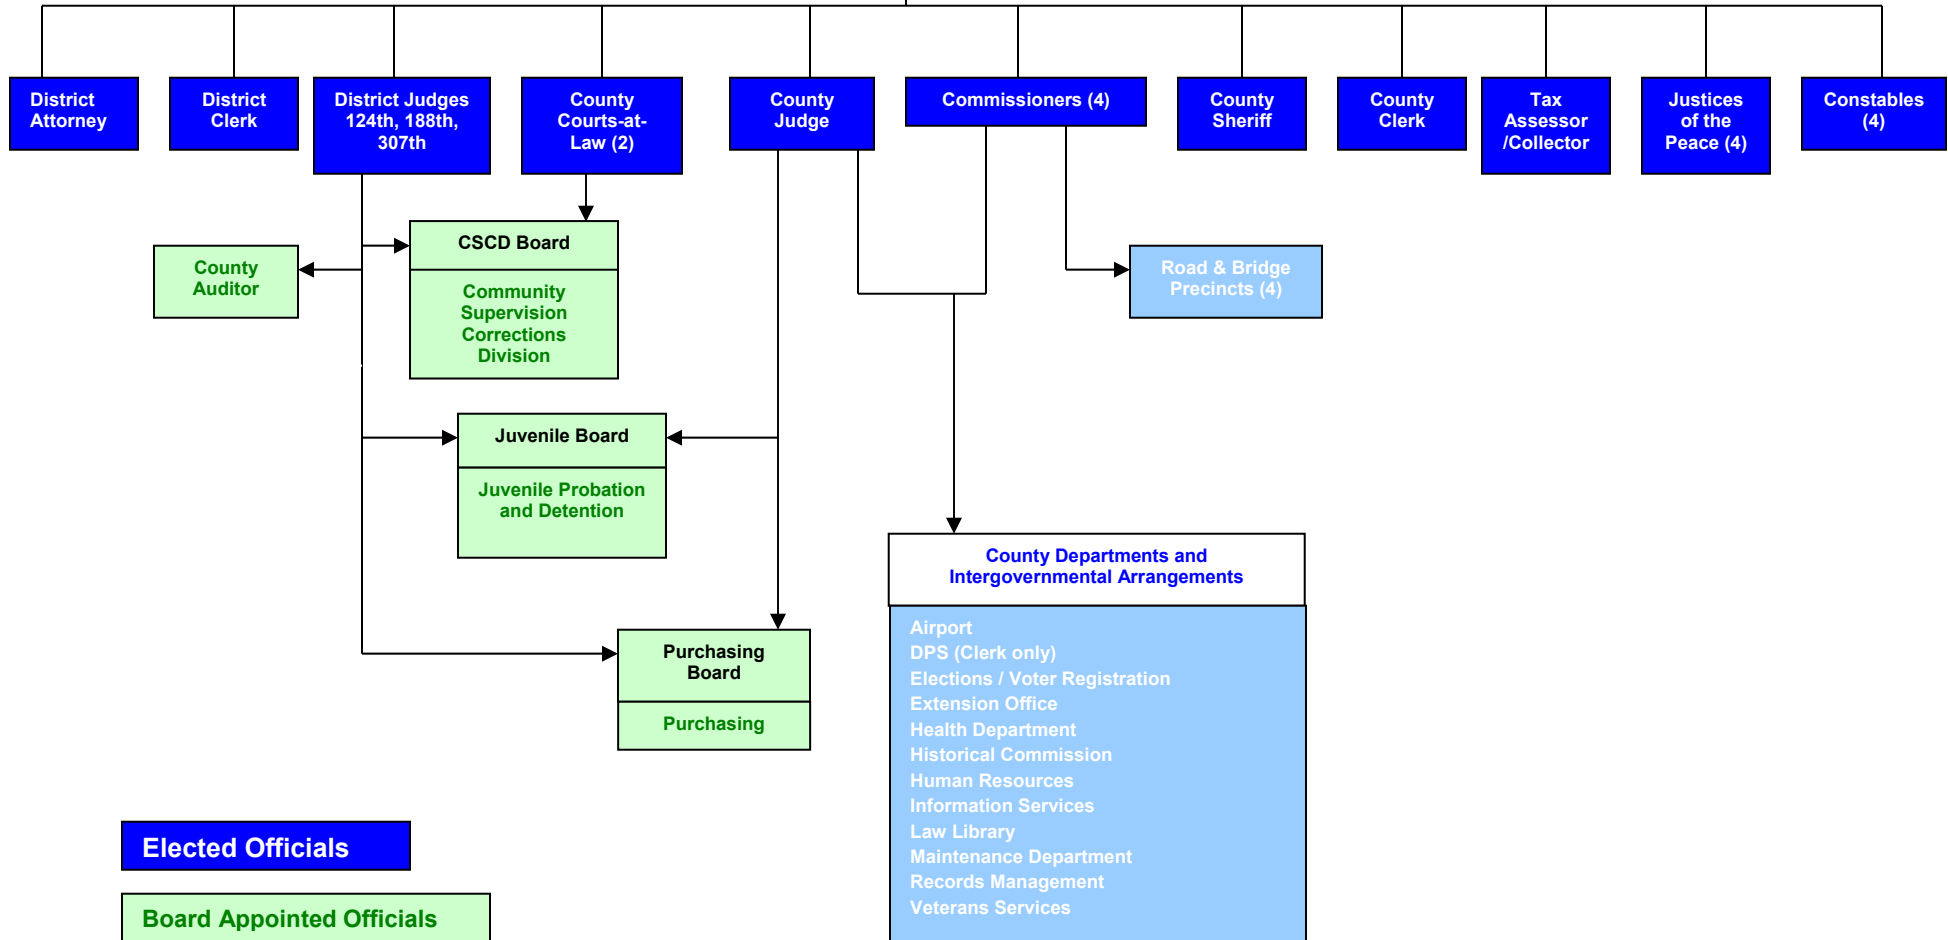 District
Attorney
District
Clerk
District Judges
124th, 188th,
307th
County
Courts-at-
Law (2)
County
Judge
Commissioners (4)
County
Sheriff
County
Clerk
Tax
Assessor
/Collector
Justices
of the
Peace (4)
Constables
(4)
County
Auditor
CSCD Board
Community
Supervision
Corrections
Division
Road & Bridge
Precincts (4)
Juvenile Board
Juvenile Probation
and Detention
County Departments and
Intergovernmental Arrangements
Airport
DPS (Clerk only)
Elections / Voter Registration
Extension Office
Health Department
Historical Commission
Human Resources
Information Services
Law Library
Maintenance Department
Records Management
Veterans Services
Purchasing
Board
Purchasing
Elected Officials
Board Appointed Officials